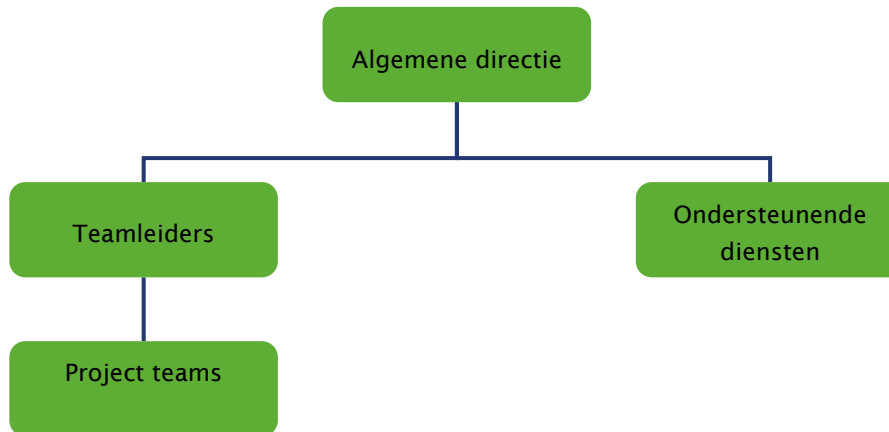 Algemene directie
Teamleiders
Ondersteunende
diensten
Project teams